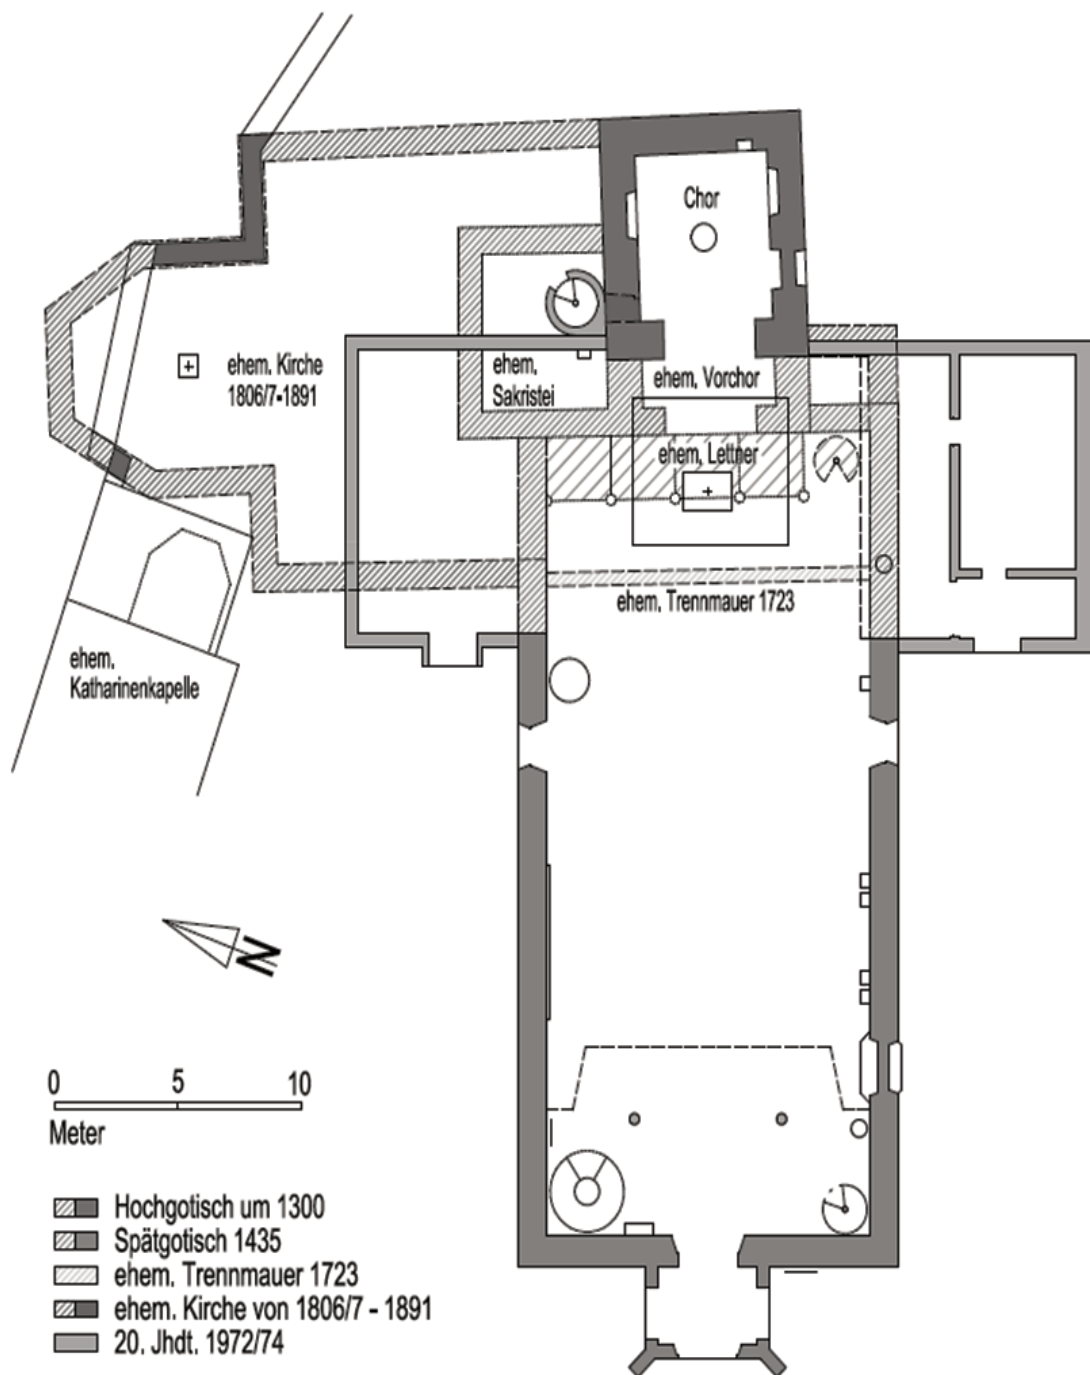 Chor
ehem. Kirche
1806/7-1891
ehem.
Sakristei
ehem. Vorchor
ehem. Lettner
ehem. Trennmauer 1723
ehem.
Katharinenkapelle
N
0 5 10
Meter
Hochgotisch um 1300
Spätgotisch 1435
ehem. Trennmauer 1723
ehem. Kirche von 1806/7 - 1891
20. Jhdt. 1972/74